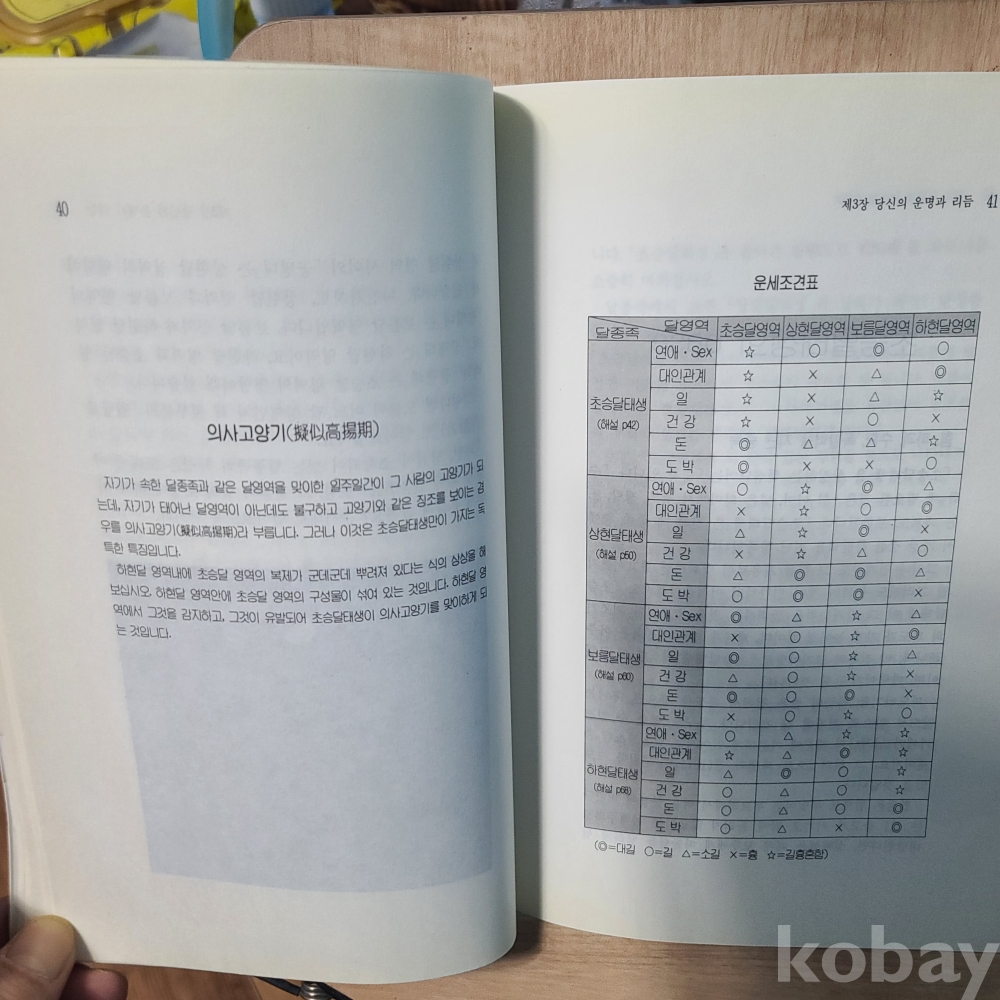 40
의사고양기(擬似高揚期)
자기가 속한 달종족과 같은 달영역을 맞이한 일주일간이 그 사람의 고양기가 되
는데, 자기가 태어난 달영역이 아닌데도 불구하고 고양기와 같은 징조를 보이는 경
우를 의사고양기(擬似高揚期)라 부릅니다. 그러나 이것은 초승달태생만이 가지는 독
특한 특징입니다.
하현달 영역내에 초승달 영역의 복제가 군데군데 뿌려져 있다는 식의 상상을 해
보십시오. 하현달 영역안에 초승달 영역의 구성물이 섞여 있는 것입니다. 하현달 영
역에서 그것을 감지하고, 그것이 유발되어 초승달태생이 의사고양기를 맞이하게 되
는 것입니다.
제3장 당신의 운명과 리듬 41
운세조견표
달종족 달영역 초승달영역 상현달영역 보름달영역 하현달영역
연애·Sex ☆ ○ ◎ ○
대인관계 ☆ × △ ◎
초승달태생 일 ☆ × △ ☆
(해설 p42) 건강 ☆ × ○ ×
돈 ◎ △ △ ☆
도박 ◎ × × ○
연애·Sex ○ ☆ ◎ △
대인관계 × ☆ ○ ◎
상현달태생 일 △ ☆ ◎ ×
(해설 p50) 건강 × ☆ △ ○
돈 △ ◎ ◎ △
도박 ○ ◎ ◎ ×
연애·Sex ◎ △ ☆ △
대인관계 × ○ ☆ ◎
보름달태생 일 ◎ ○ ☆ △
(해설 p60) 건강 △ ○ ☆ ×
돈 ◎ ○ ◎ ×
도박 × ○ ☆ ○
연애·Sex ○ △ ☆ ☆
대인관계 ☆ △ ◎ ☆
하현달태생 일 △ ◎ ○ ☆
(해설 p68) 건강 ○ △ ○ ☆
돈 ○ △ ○ ◎
도박 ○ △ × ◎
(◎=대길 ○=길 △=소길 ×=흉 ☆=길흉혼합)
kobay